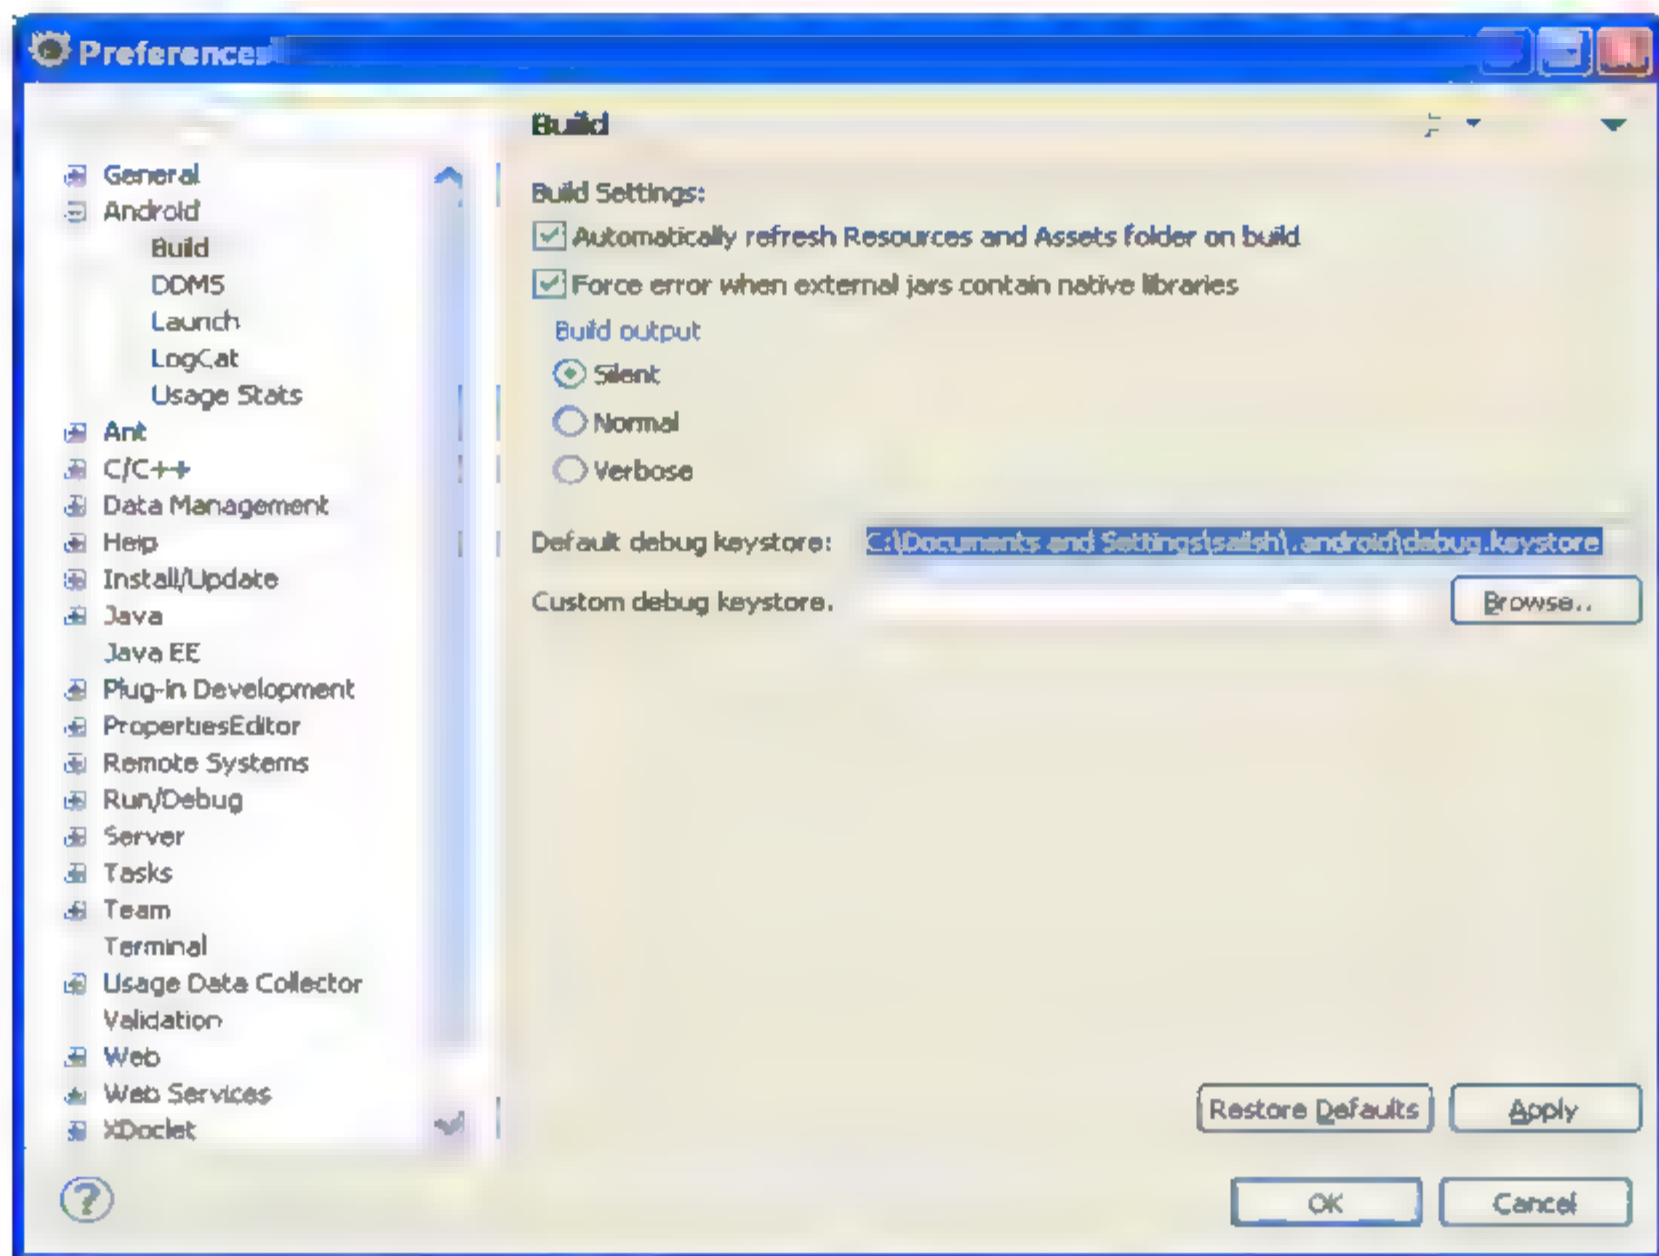 Preferences
Build
General
Android
Build
DDMS
Launch
LogCat
Usage Stats
Ant
C/C++
Data Management
Help
Install/Update
Java
Java EE
Plug-in Development
PropertiesEditor
Remote Systems
Run/Debug
Server
Tasks
Team
Terminal
Usage Data Collector
Validation
Web
Web Services
XDoclet
Build Settings:
Automatically refresh Resources and Assets folder on build
Force error when external jars contain native libraries
Build output
Silent
Normal
Verbose
Default debug keystore: C:\Documents and Settings\sailsh\.android\debug.keystore
Custom debug keystore. Browse..
Restore Defaults Apply
OK Cancel